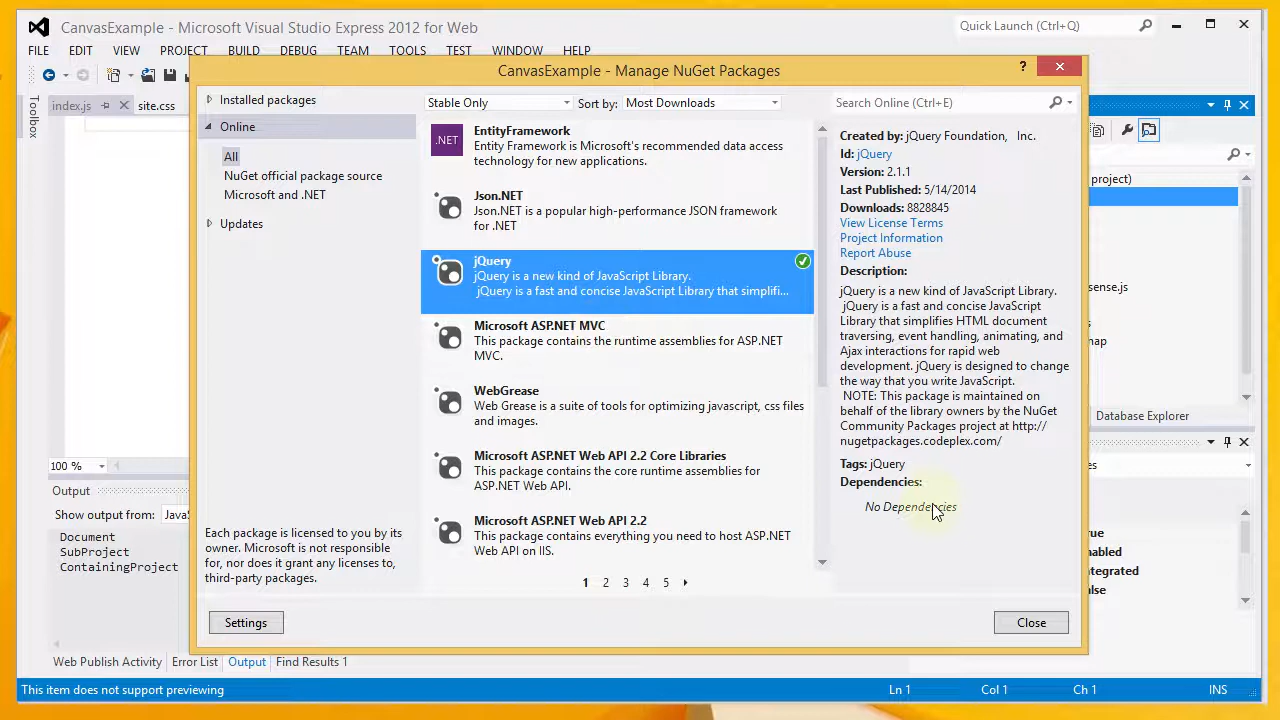 CanvasExample - Microsoft Visual Studio Express 2012 for Web
Quick Launch (Ctrl+Q)
FILE EDIT VIEW PROJECT BUILD DEBUG TEAM TOOLS TEST WINDOW HELP
CanvasExample - Manage NuGet Packages
?
Toolbox
index.js
site.css
Installed packages
Online
All
NuGet official package source
Microsoft and .NET
Updates
Each package is licensed to you by its
owner. Microsoft is not responsible
for, nor does it grant any licenses to,
third-party packages.
Settings
Stable Only
Sort by: Most Downloads
.NET
EntityFramework
Entity Framework is Microsoft's recommended data access
technology for new applications.
Json.NET
Json.NET is a popular high-performance JSON framework
for .NET
jQuery
jQuery is a new kind of JavaScript Library.
jQuery is a fast and concise JavaScript Library that simplifi...
Microsoft ASP.NET MVC
This package contains the runtime assemblies for ASP.NET
MVC.
WebGrease
Web Grease is a suite of tools for optimizing javascript, css files
and images.
Microsoft ASP.NET Web API 2.2 Core Libraries
This package contains the core runtime assemblies for
ASP.NET Web API.
Microsoft ASP.NET Web API 2.2
This package contains everything you need to host ASP.NET
Web API on IIS.
1 2 3 4 5
Search Online (Ctrl+E)
Created by: jQuery Foundation, Inc.
Id: jQuery
Version: 2.1.1
Last Published: 5/14/2014
Downloads: 8828845
View License Terms
Project Information
Report Abuse
Description:
jQuery is a new kind of JavaScript Library.
jQuery is a fast and concise JavaScript
Library that simplifies HTML document
traversing, event handling, animating, and
Ajax interactions for rapid web
development. jQuery is designed to change
the way that you write JavaScript.
NOTE: This package is maintained on
behalf of the library owners by the NuGet
Community Packages project at http://
nugetpackages.codeplex.com/
Tags: jQuery
Dependencies:
No Dependencies
Close
project)
sense.js
map
Database Explorer
es
rue
nabled
ntegrated
alse
100 %
Output
Show output from: JavaS
Document
SubProject
ContainingProject
Web Publish Activity Error List Output Find Results 1
This item does not support previewing
Ln 1 Col 1 Ch 1 INS